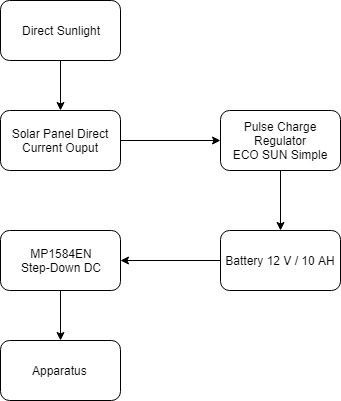 Direct Sunlight
Solar Panel Direct
Current Ouput
Pulse Charge
Regulator
ECO SUN Simple
MP1584EN
Step-Down DC
Battery 12 V / 10 AH
Apparatus